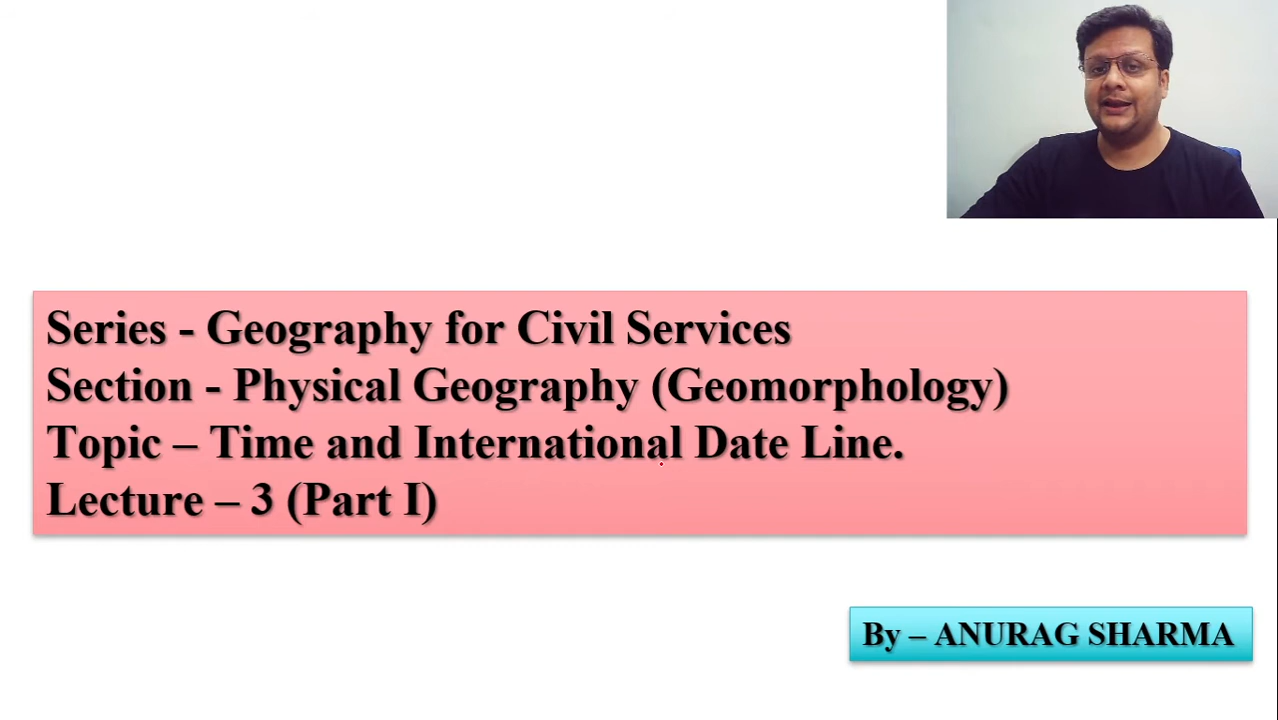 Series - Geography for Civil Services
Section - Physical Geography (Geomorphology)
Topic – Time and International Date Line.
Lecture – 3 (Part I)
By – ANURAG SHARMA